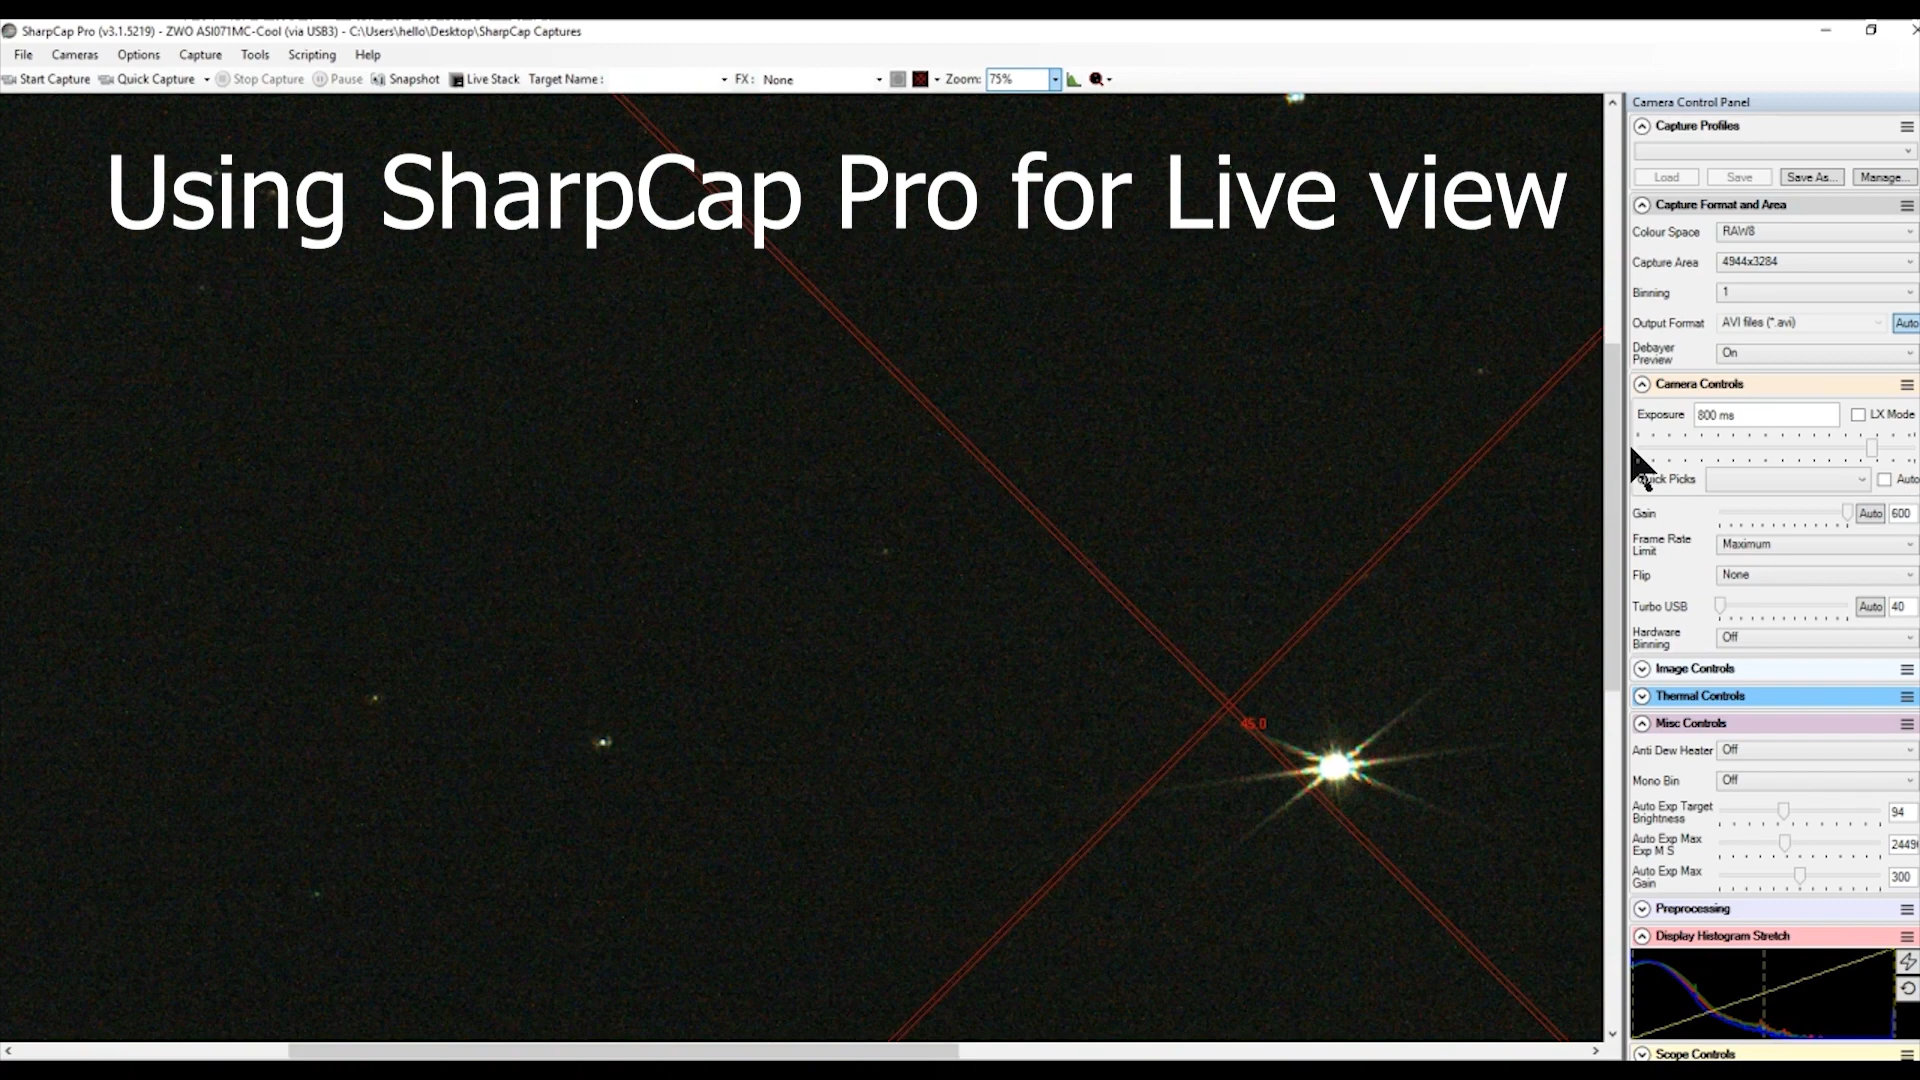 SharpCap Pro (v3.1.5219) - ZWO ASI071MC-Cool (via USB3) - C:\Users\hello\Desktop\SharpCap Captures
File Cameras Options Capture Tools Scripting Help
Start Capture Quick Capture Stop Capture Pause Snapshot Live Stack Target Name : FX : None Zoom: 75%
Using SharpCap Pro for Live view
45.0
Camera Control Panel
Capture Profiles
Load Save Save As... Manage...
Capture Format and Area
Colour Space RAW8
Capture Area 4944x3284
Binning 1
Output Format AVI files (*.avi) Auto
Debayer
Preview On
Camera Controls
Exposure 800 ms LX Mode
Picks Auto
Gain Auto 600
Frame Rate
Limit Maximum
Flip None
Turbo USB Auto 40
Hardware
Binning Off
Image Controls
Thermal Controls
Misc Controls
Anti Dew Heater Off
Mono Bin Off
Auto Exp Target
Brightness 94
Auto Exp Max
Exp M S 2449
Auto Exp Max
Gain 300
Preprocessing
Display Histogram Stretch
Scope Controls